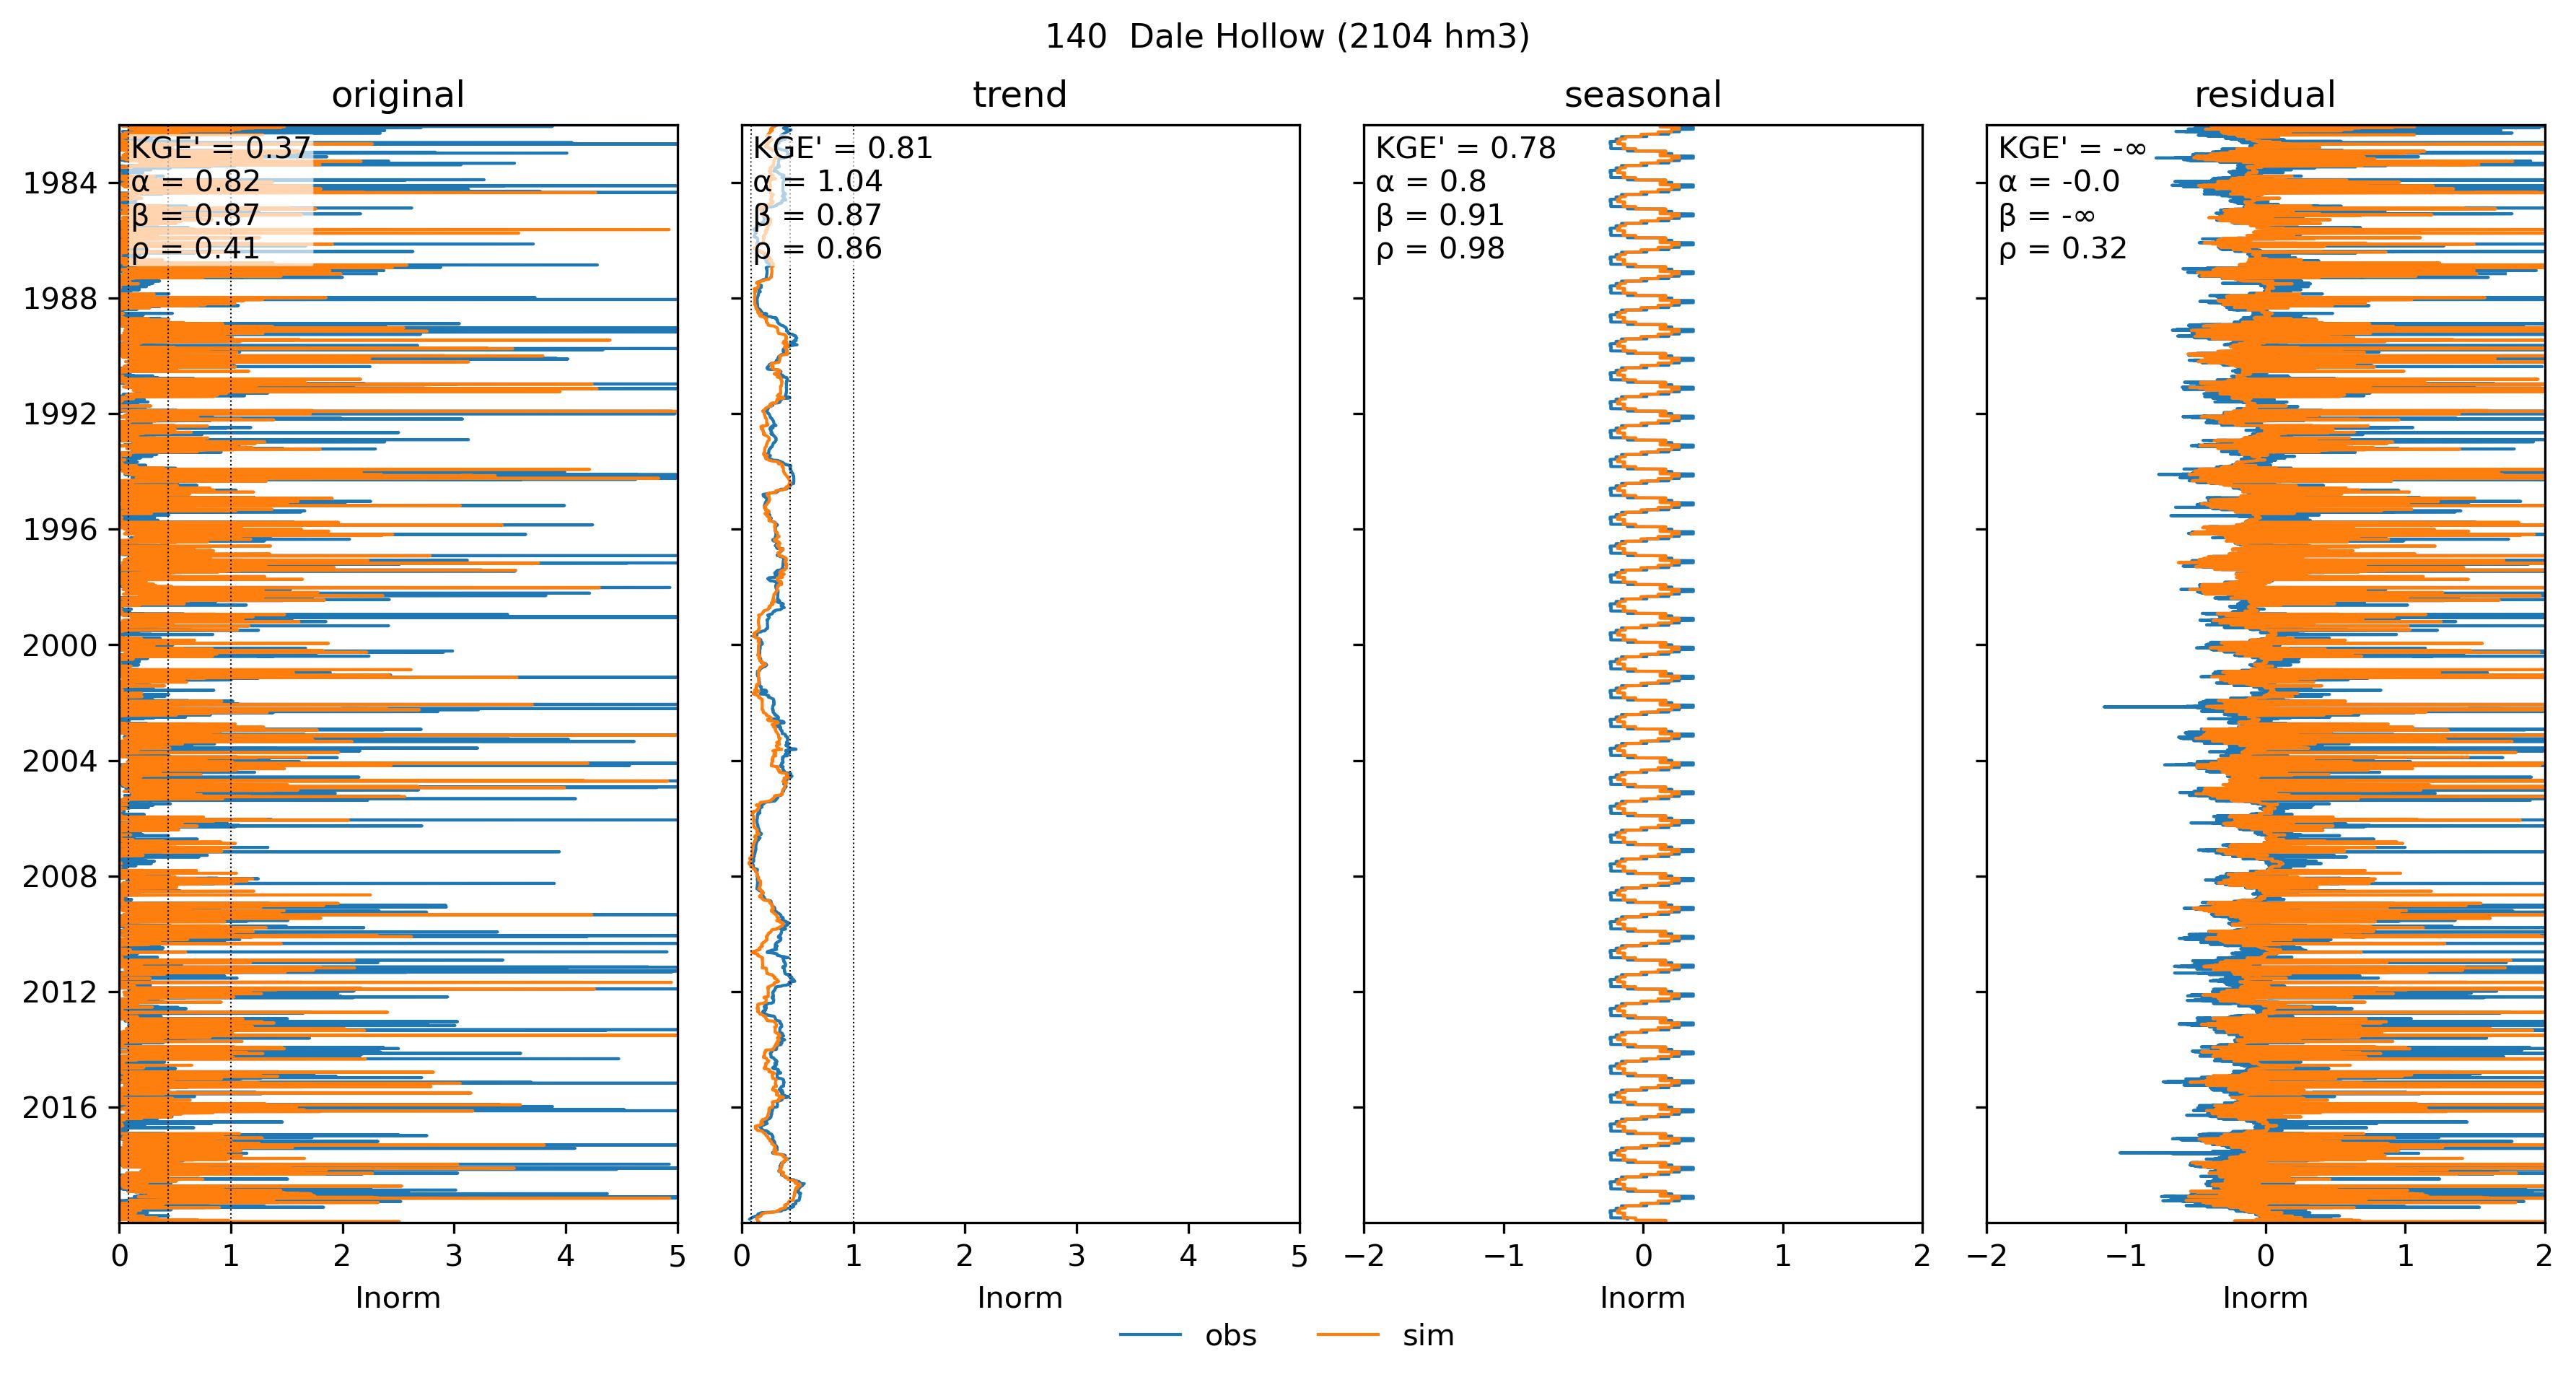 140  Dale Hollow (2104 hm3)
original
trend
seasonal
residual
KGE' = 0.37
α = 0.82
β = 0.87
ρ = 0.41
KGE' = 0.81
α = 1.04
β = 0.87
ρ = 0.86
KGE' = 0.78
α = 0.8
β = 0.91
ρ = 0.98
KGE' = -∞
α = -0.0
β = -∞
ρ = 0.32
1984
1988
1992
1996
2000
2004
2008
2012
2016
0 1 2 3 4 5
0 1 2 3 4 5
−2 −1 0 1 2
−2 −1 0 1 2
Inorm
Inorm
Inorm
Inorm
obs
sim